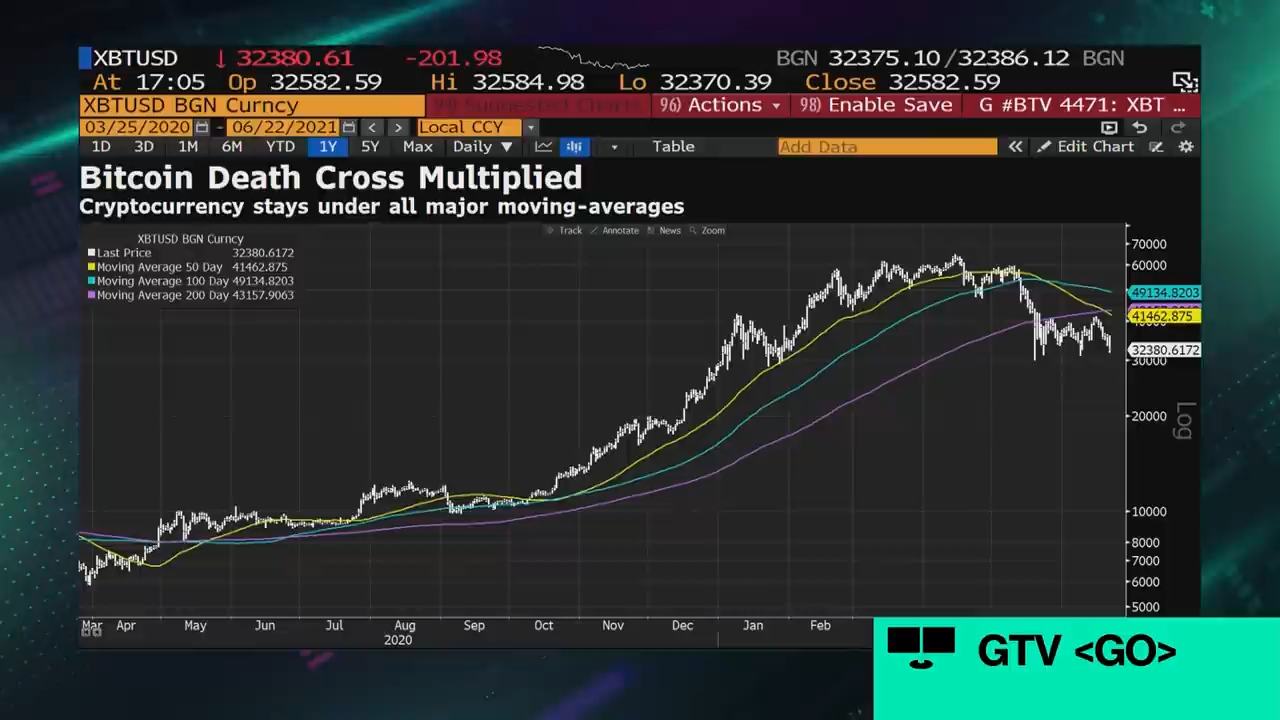 XBTUSD ↓ 32380.61 -201.98 BGN 32375.10/32386.12 BGN
At 17:05 Op 32582.59 Hi 32584.98 Lo 32370.39 Close 32582.59
XBTUSD BGN Curncy 99) Suggested Charts 96) Actions 98) Enable Save G #BTV 4471: XBT ...
03/25/2020 - 06/22/2021 < > Local CCY
1D 3D 1M 6M YTD 1Y 5Y Max Daily ▼ Table Add Data « Edit Chart
Bitcoin Death Cross Multiplied
Cryptocurrency stays under all major moving-averages
Track Annotate News Zoom
XBTUSD BGN Curncy
Last Price 32380.6172
Moving Average 50 Day 41462.875
Moving Average 100 Day 49134.8203
Moving Average 200 Day 43157.9063
70000
60000
49134.8203
41462.875
32380.6172
30000
20000
Log
10000
8000
7000
6000
5000
Mar Apr May Jun Jul Aug Sep Oct Nov Dec Jan Feb
2020
GTV <GO>